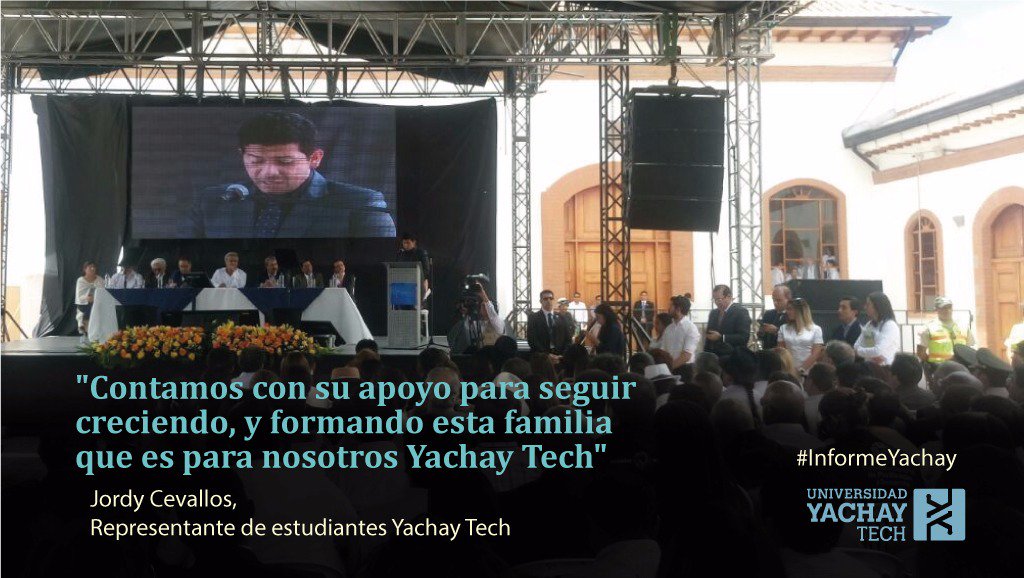 "Contamos con su apoyo para seguir
creciendo, y formando esta familia
que es para nosotros Yachay Tech"
Jordy Cevallos,
Representante de estudiantes Yachay Tech
#InformeYachay
UNIVERSIDAD
YACHAY
TECH